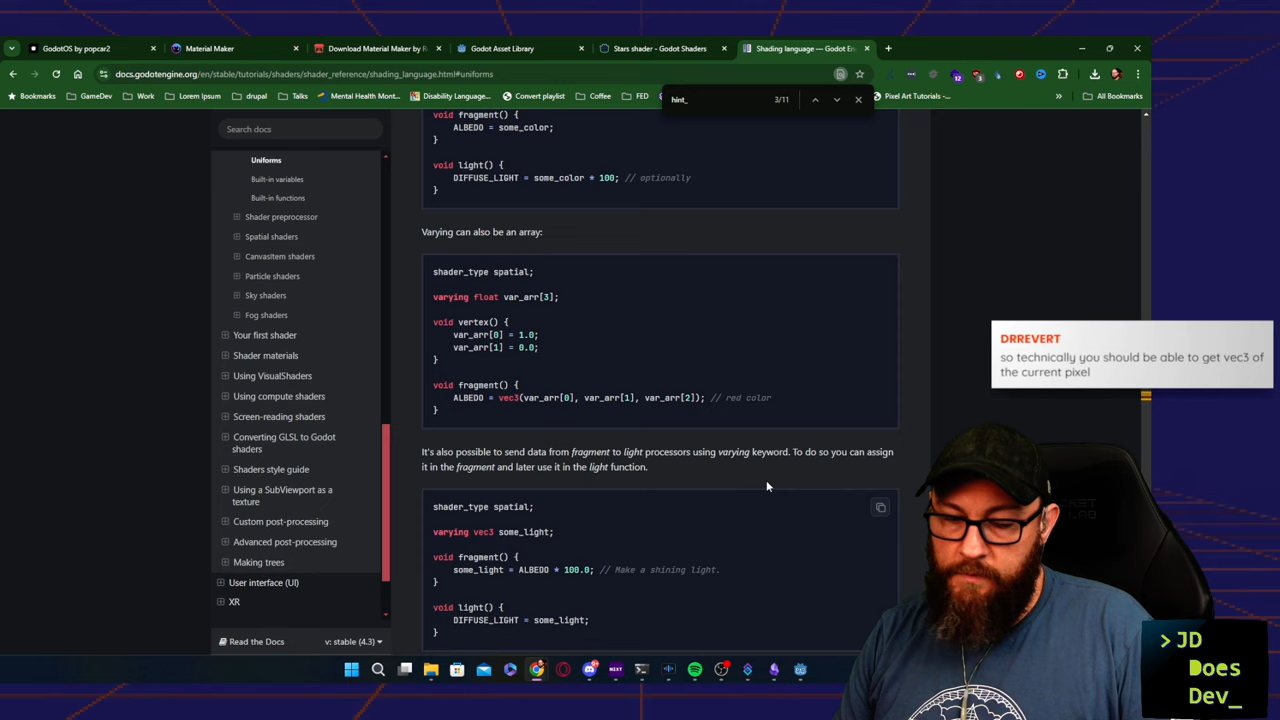 GodotOS by popcar2
Material Maker
Download Material Maker by R
Godot Asset Library
Stars shader - Godot Shaders
Shading language — Godot En
docs.godotengine.org/en/stable/tutorials/shaders/shader_reference/shading_language.html#uniforms
Bookmarks
GameDev
Work
Lorem Ipsum
drupal
Talks
Mental Health Mont...
Disability Language...
Convert playlist
Coffee
FED
hint_
3/11
Pixel Art Tutorials -...
All Bookmarks
Search docs
Uniforms
Built-in variables
Built-in functions
Shader preprocessor
Spatial shaders
CanvasItem shaders
Particle shaders
Sky shaders
Fog shaders
Your first shader
Shader materials
Using VisualShaders
Using compute shaders
Screen-reading shaders
Converting GLSL to Godot
shaders
Shaders style guide
Using a SubViewport as a
texture
Custom post-processing
Advanced post-processing
Making trees
User interface (UI)
XR
Read the Docs
v: stable (4.3)
void fragment() {
ALBEDO = some_color;
}
void light() {
DIFFUSE_LIGHT = some_color * 100; // optionally
}
Varying can also be an array:
shader_type spatial;
varying float var_arr[3];
void vertex() {
var_arr[0] = 1.0;
var_arr[1] = 0.0;
}
void fragment() {
ALBEDO = vec3(var_arr[0], var_arr[1], var_arr[2]); // red color
}
It's also possible to send data from fragment to light processors using varying keyword. To do so you can assign
it in the fragment and later use it in the light function.
shader_type spatial;
varying vec3 some_light;
void fragment() {
some_light = ALBEDO * 100.0; // Make a shining light.
}
void light() {
DIFFUSE_LIGHT = some_light;
}
DRREVERT
so technically you should be able to get vec3 of
the current pixel
> JD
Does
Dev_